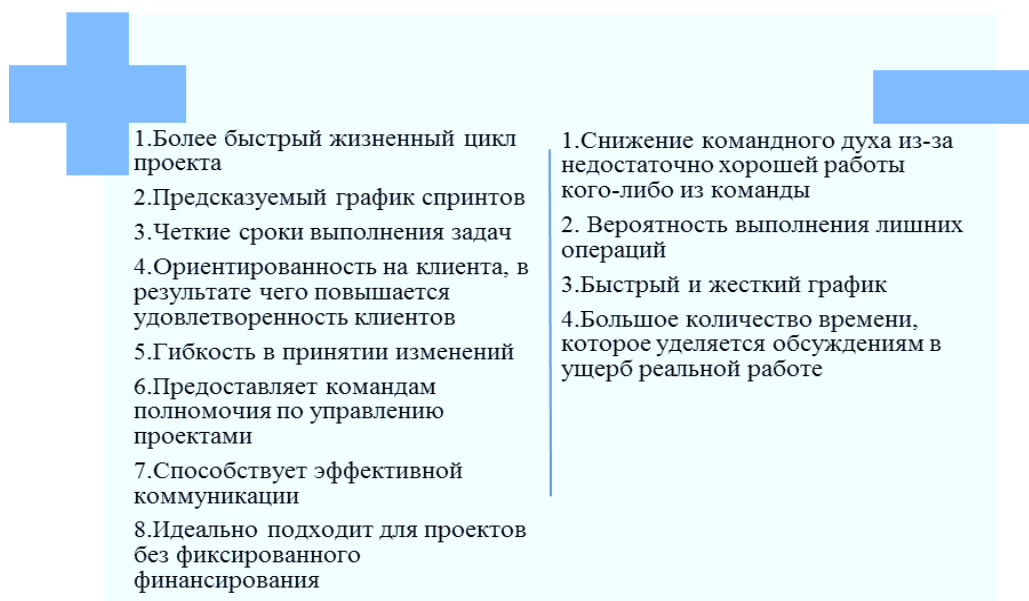 1.Более быстрый жизненный цикл
проекта
2.Предсказуемый график спринтов
3.Четкие сроки выполнения задач
4.Ориентированность на клиента, в
результате чего повышается
удовлетворенность клиентов
5.Гибкость в принятии изменений
6.Предоставляет командам
полномочия по управлению
проектами
7.Способствует эффективной
коммуникации
8.Идеально подходит для проектов
без фиксированного
финансирования
1.Снижение командного духа из-за
недостаточно хорошей работы
кого-либо из команды
2. Вероятность выполнения лишних
операций
3.Быстрый и жесткий график
4.Большое количество времени,
которое уделяется обсуждениям в
ущерб реальной работе